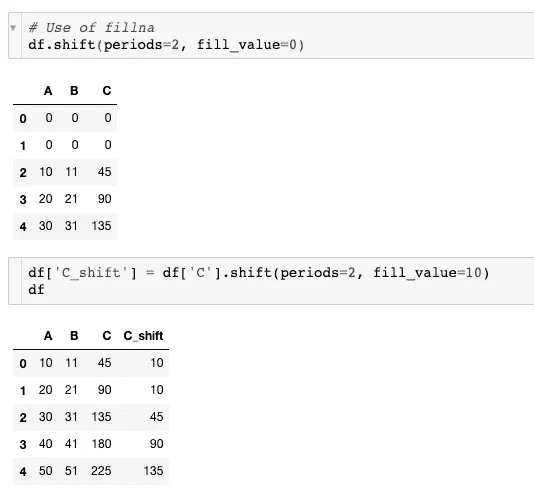 # Use of fillna
df.shift(periods=2, fill_value=0)
A B C
0 0 0 0
1 0 0 0
2 10 11 45
3 20 21 90
4 30 31 135
df['C_shift'] = df['C'].shift(periods=2, fill_value=10)
df
A B C C_shift
0 10 11 45 10
1 20 21 90 10
2 30 31 135 45
3 40 41 180 90
4 50 51 225 135